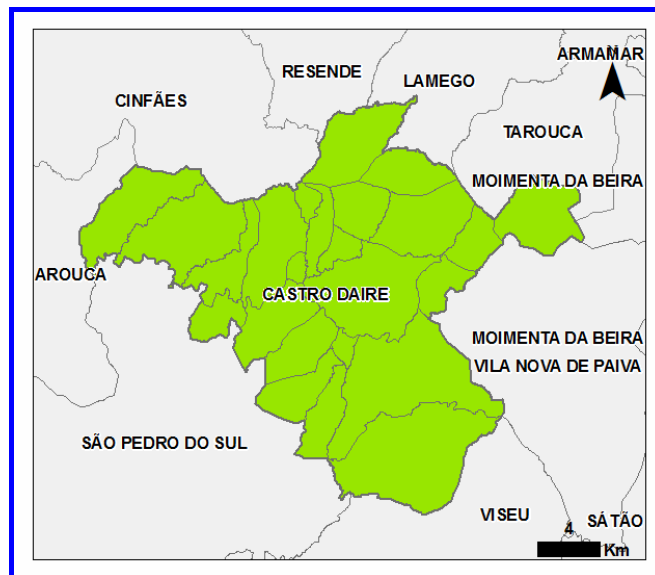 ARMAMAR
RESENDE
LAMEGO
CINFÃES
TAROUCA
MOIMENTA DA BEIRA
AROUCA
CASTRO DAIRE
MOIMENTA DA BEIRA
VILA NOVA DE PAIVA
SÃO PEDRO DO SUL
VISEU
SÁTÃO
4
Km